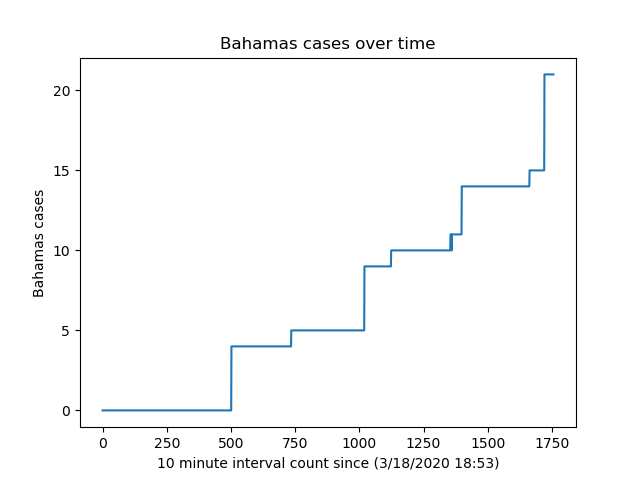 Bahamas cases over time
Bahamas cases
20
15
10
5
0
0 250 500 750 1000 1250 1500 1750
10 minute interval count since (3/18/2020 18:53)